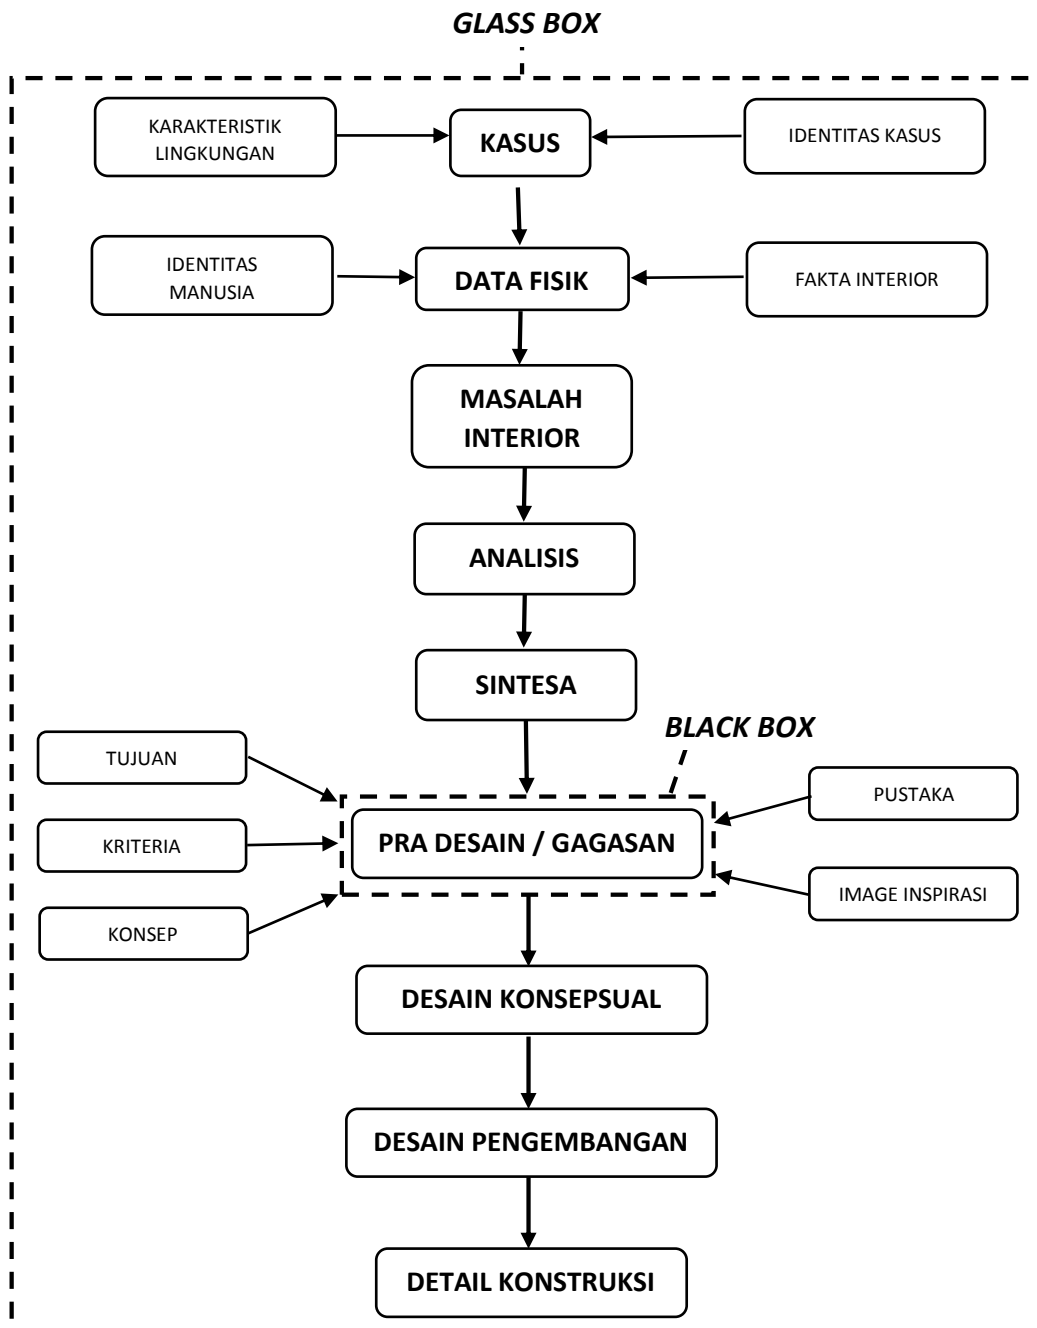 GLASS BOX
KARAKTERISTIK
LINGKUNGAN
KASUS
IDENTITAS KASUS
IDENTITAS
MANUSIA
DATA FISIK
FAKTA INTERIOR
MASALAH
INTERIOR
ANALISIS
SINTESA
BLACK BOX
TUJUAN
PUSTAKA
KRITERIA
PRA DESAIN / GAGASAN
IMAGE INSPIRASI
KONSEP
DESAIN KONSEPSUAL
DESAIN PENGEMBANGAN
DETAIL KONSTRUKSI